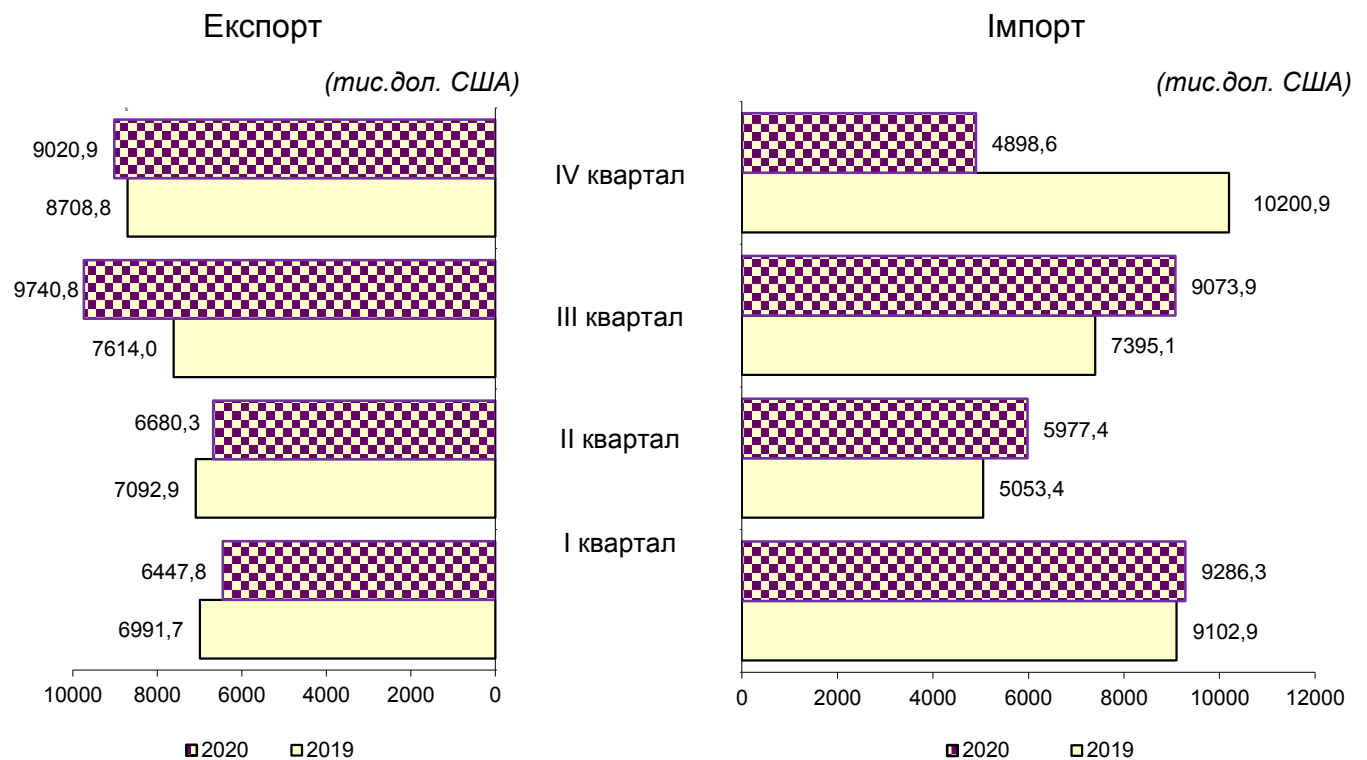 Експорт
(тис.дол. США)
x
9020,9
8708,8
9740,8
7614,0
6680,3
7092,9
6447,8
6991,7
10000 8000 6000 4000 2000 0
2020 2019
IV квартал
III квартал
II квартал
I квартал
Імпорт
(тис.дол. США)
4898,6
10200,9
9073,9
7395,1
5977,4
5053,4
9286,3
9102,9
0 2000 4000 6000 8000 10000 12000
2020 2019